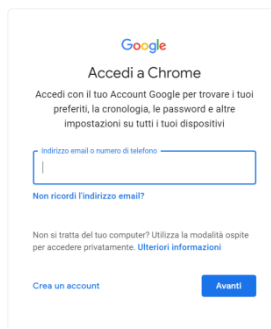 Google
Accedi a Chrome
Accedi con il tuo Account Google per trovare i tuoi
preferiti, la cronologia, le password e altre
impostazioni su tutti i tuoi dispositivi
Indirizzo email o numero di telefono
Non ricordi l'indirizzo email?
Non si tratta del tuo computer? Utilizza la modalità ospite
per accedere privatamente. Ulteriori informazioni
Crea un account
Avanti